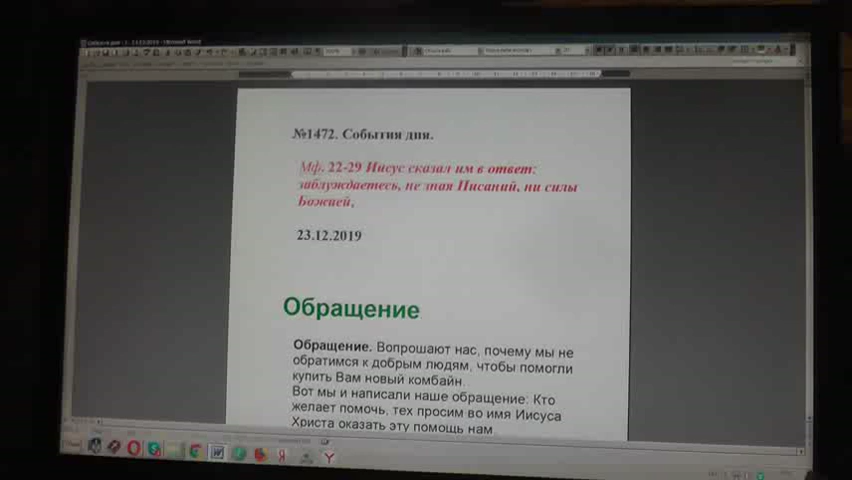 №1472. События дня.
Мф. 22-29 Иисус сказал им в ответ:
заблуждаетесь, не зная Писаний, ни силы
Божией,
23.12.2019
Обращение
Обращение. Вопрошают нас, почему мы не
обратимся к добрым людям, чтобы помогли
купить Вам новый комбайн.
Вот мы и написали наше обращение: Кто
желает помочь, тех просим во имя Иисуса
Христа оказать эту помощь нам.